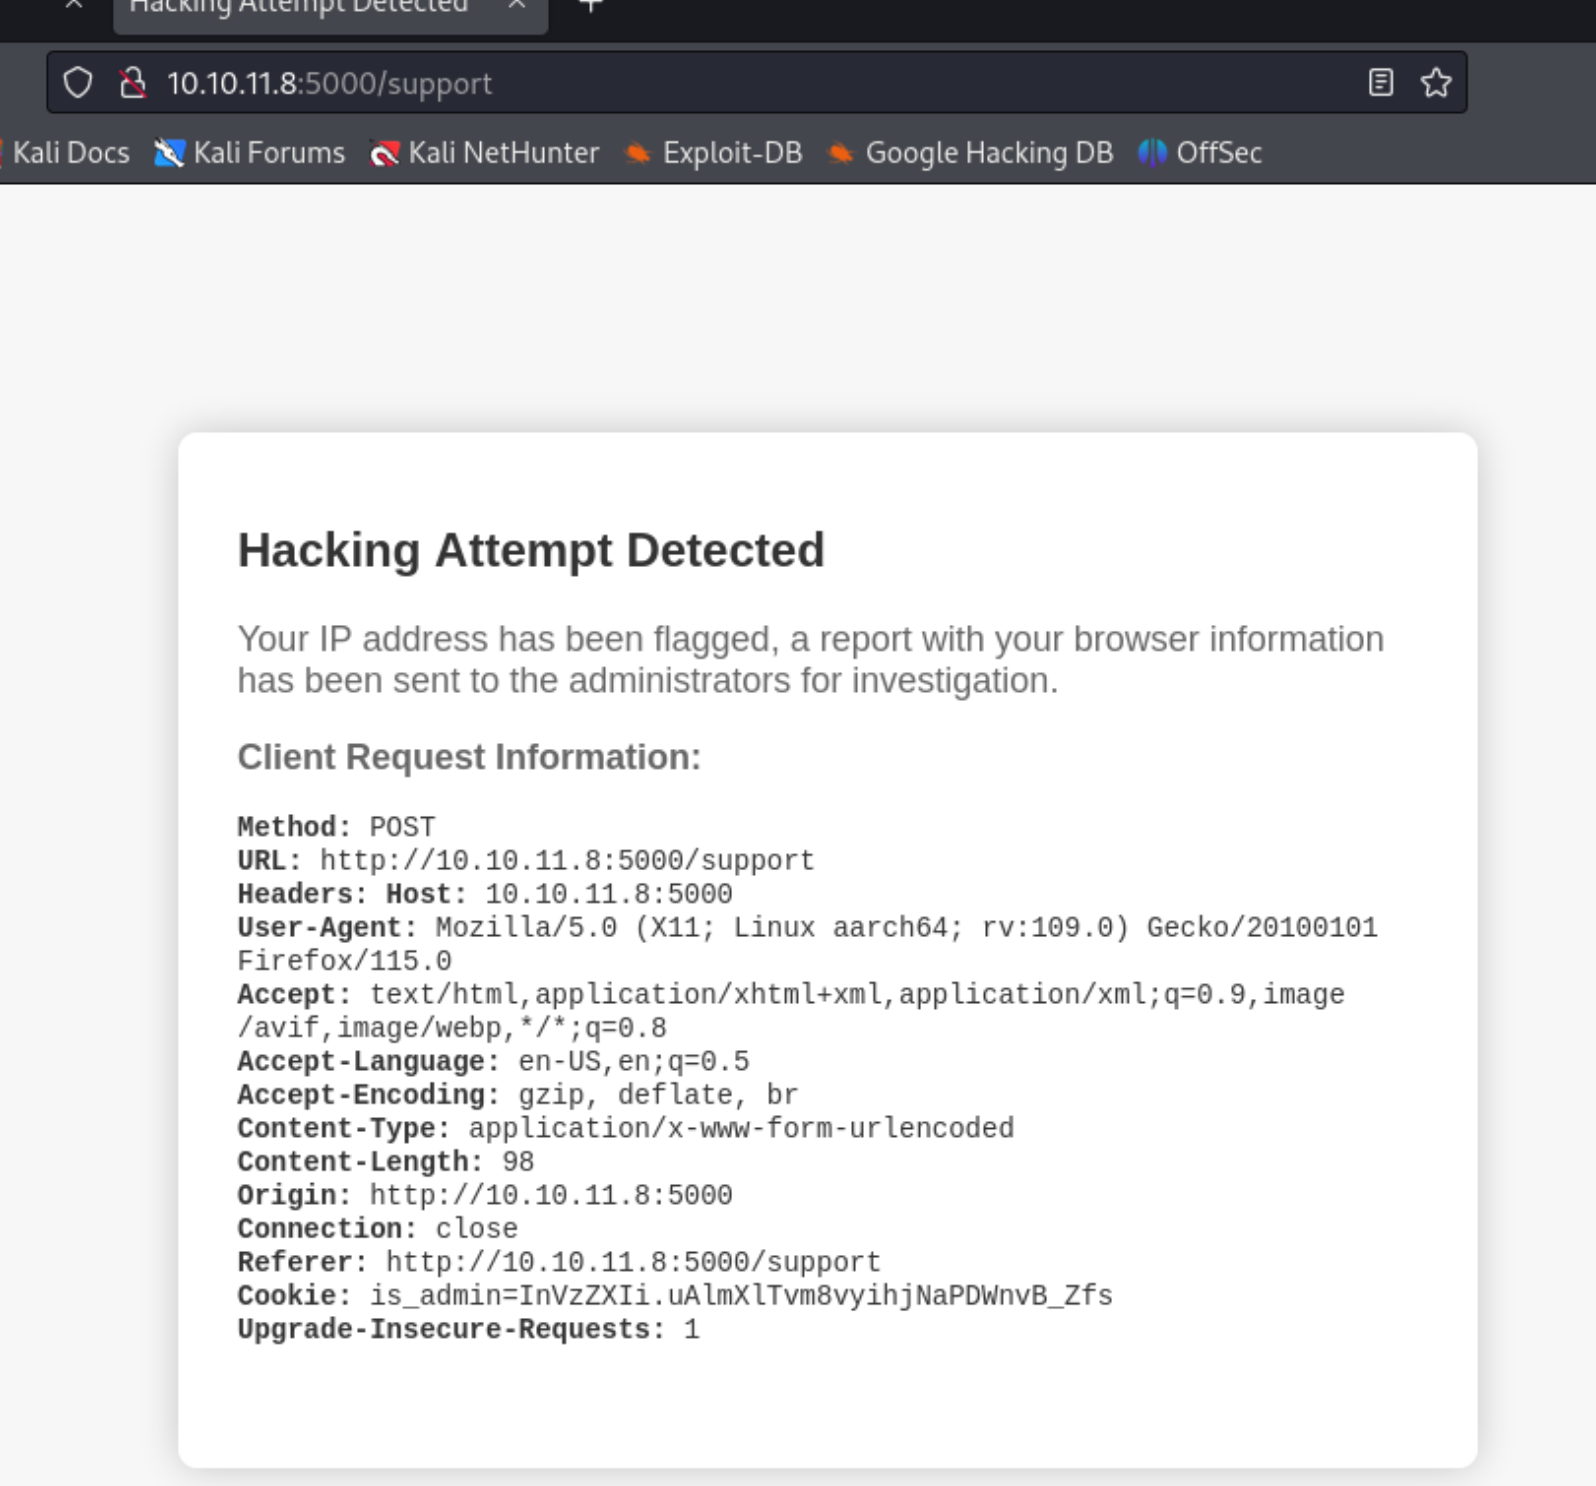 Hacking Attempt Detected
10.10.11.8:5000/support
Kali Docs Kali Forums Kali NetHunter Exploit-DB Google Hacking DB OffSec
Hacking Attempt Detected
Your IP address has been flagged, a report with your browser information
has been sent to the administrators for investigation.
Client Request Information:
Method: POST
URL: http://10.10.11.8:5000/support
Headers: Host: 10.10.11.8:5000
User-Agent: Mozilla/5.0 (X11; Linux aarch64; rv:109.0) Gecko/20100101
Firefox/115.0
Accept: text/html,application/xhtml+xml,application/xml;q=0.9,image
/avif,image/webp,*/*;q=0.8
Accept-Language: en-US,en;q=0.5
Accept-Encoding: gzip, deflate, br
Content-Type: application/x-www-form-urlencoded
Content-Length: 98
Origin: http://10.10.11.8:5000
Connection: close
Referer: http://10.10.11.8:5000/support
Cookie: is_admin=InVzZXIi.uAlmXlTvm8vyihjNaPDWnvB_Zfs
Upgrade-Insecure-Requests: 1